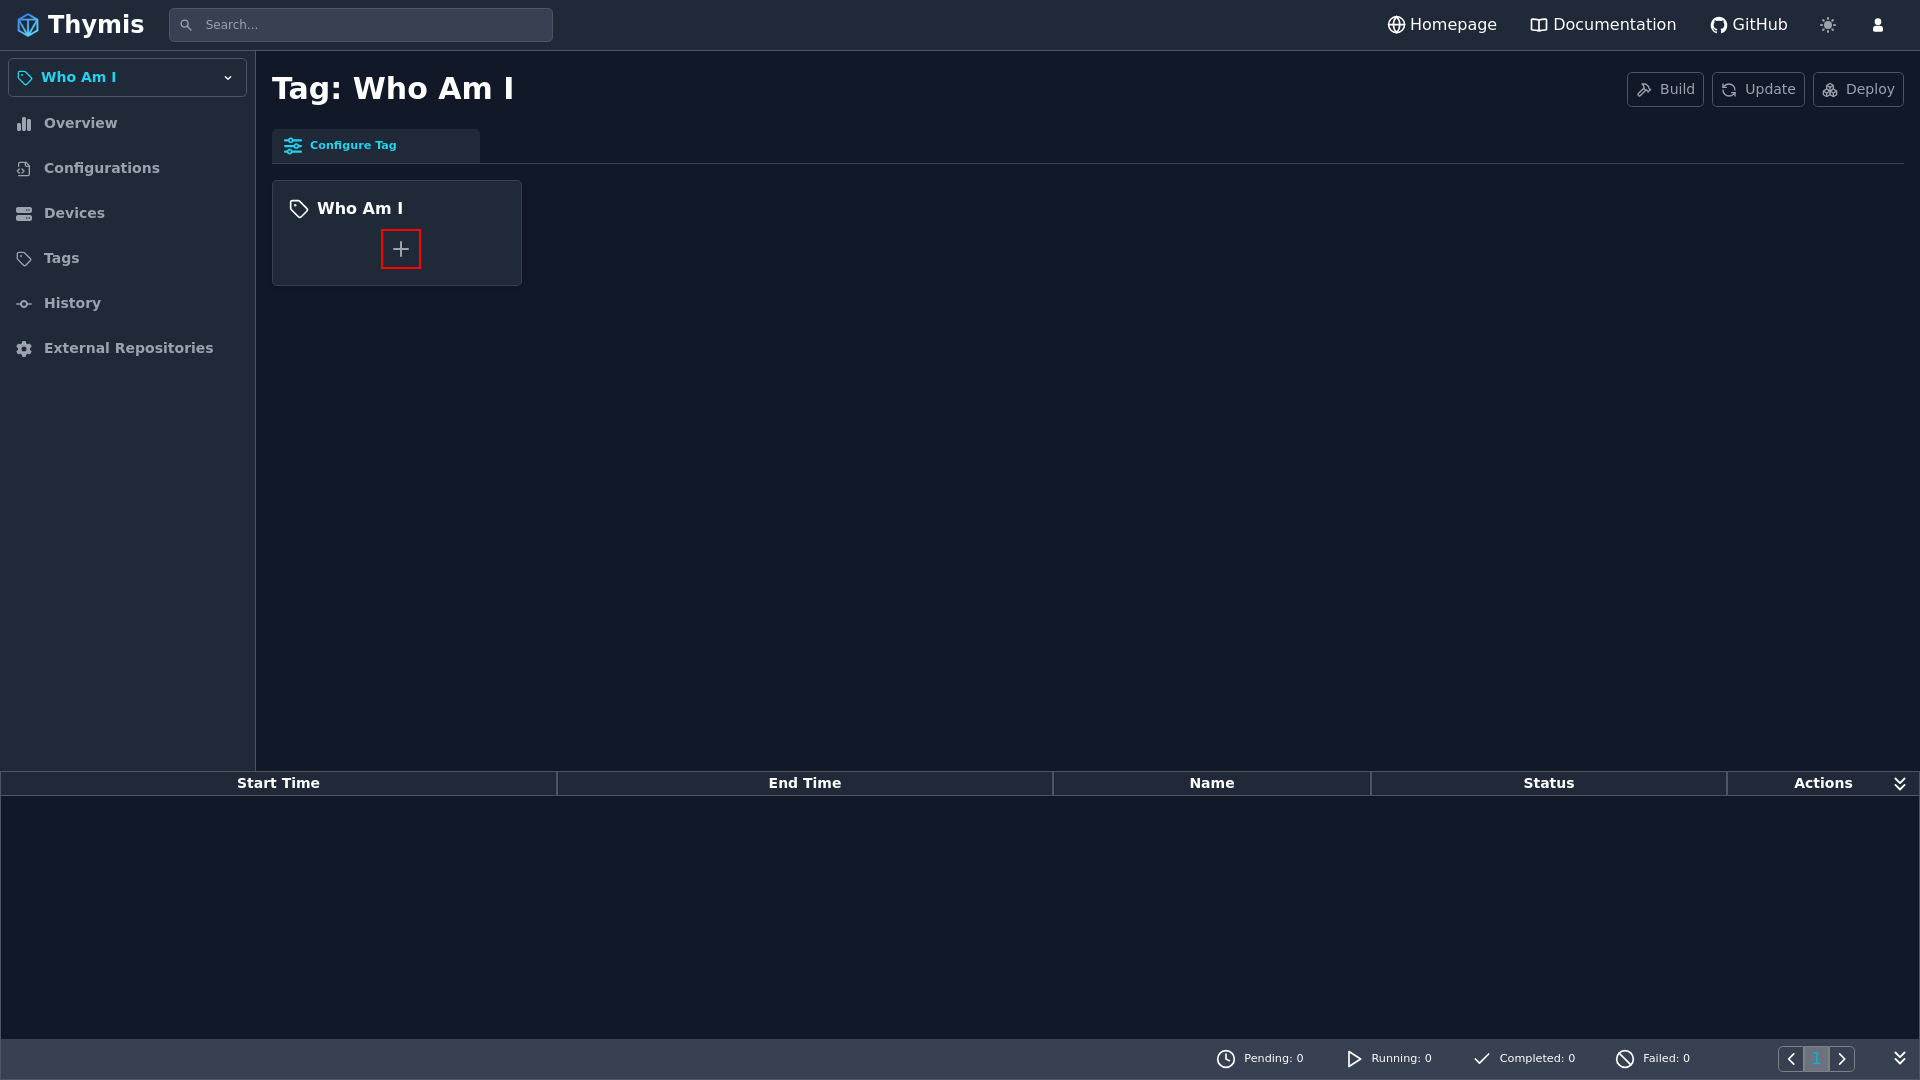 Thymis
Search...
Homepage
Documentation
GitHub
Who Am I
Overview
Configurations
Devices
Tags
History
External Repositories
Tag: Who Am I
Build
Update
Deploy
Configure Tag
Who Am I
Start Time
End Time
Name
Status
Actions
Pending: 0
Running: 0
Completed: 0
Failed: 0
1